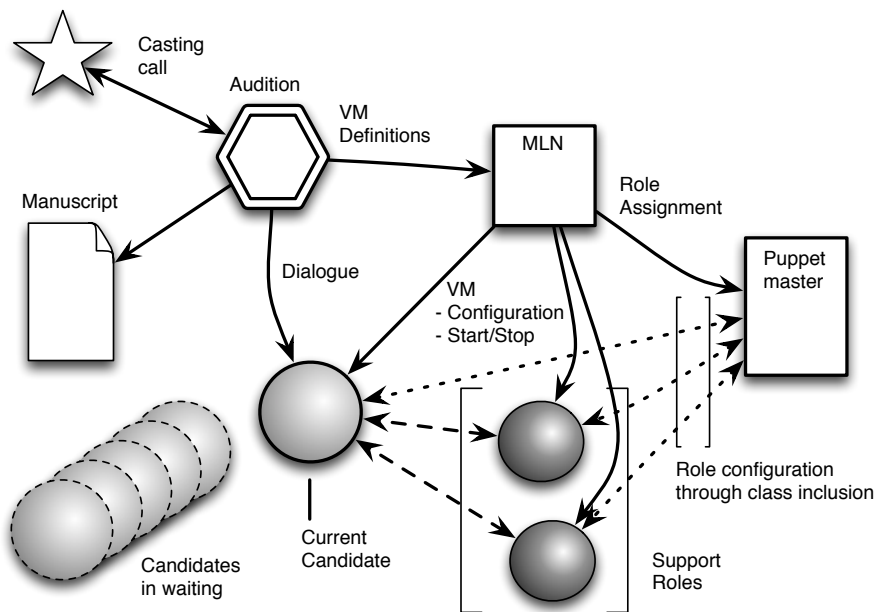 Casting
call
Audition
VM
Definitions
MLN
Manuscript
Role
Assignment
Puppet
master
Dialogue
VM
- Configuration
- Start/Stop
Role configuration
through class inclusion
Current
Candidate
Candidates
in waiting
Support
Roles